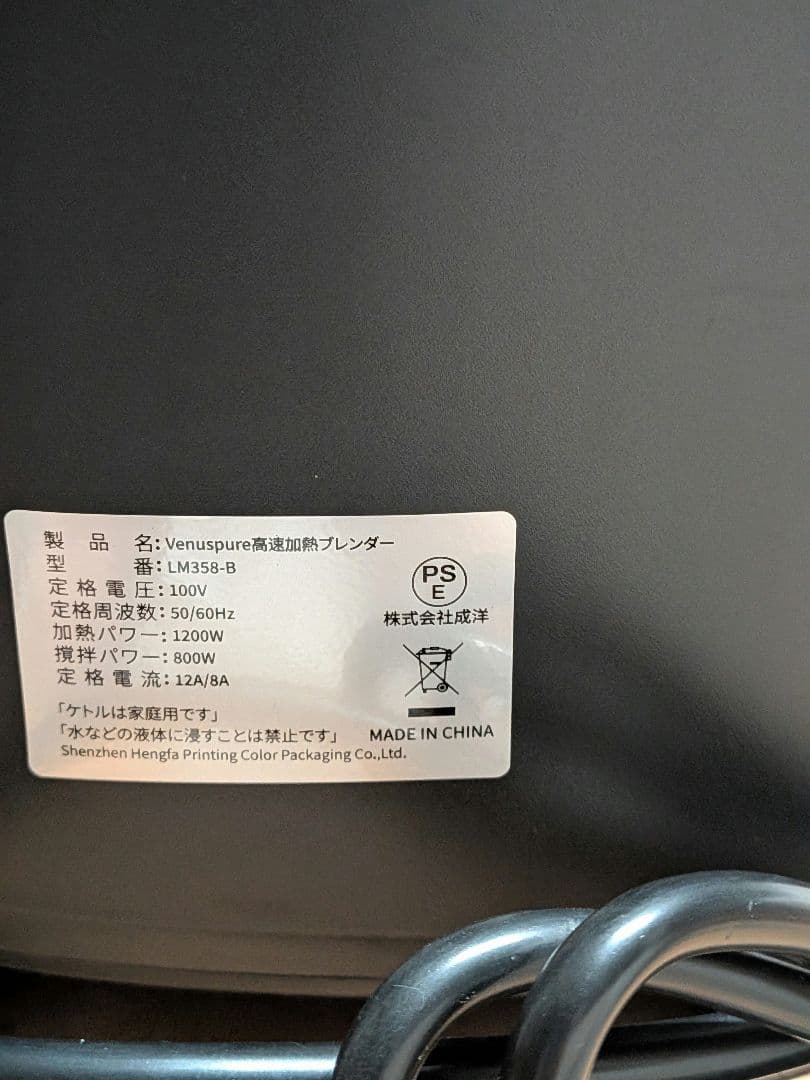 製品名：Venuspure高速加熱ブレンダー
型番：LM358-B
定格電圧：100V
定格周波数：50/60Hz
加熱パワー：1200W
撹拌パワー：800W
定格電流：12A/8A
「ケトルは家庭用です」
「水などの液体に浸すことは禁止です」
Shenzhen Hengfa Printing Color Packaging Co.,Ltd.
PS
E
株式会社成洋
MADE IN CHINA